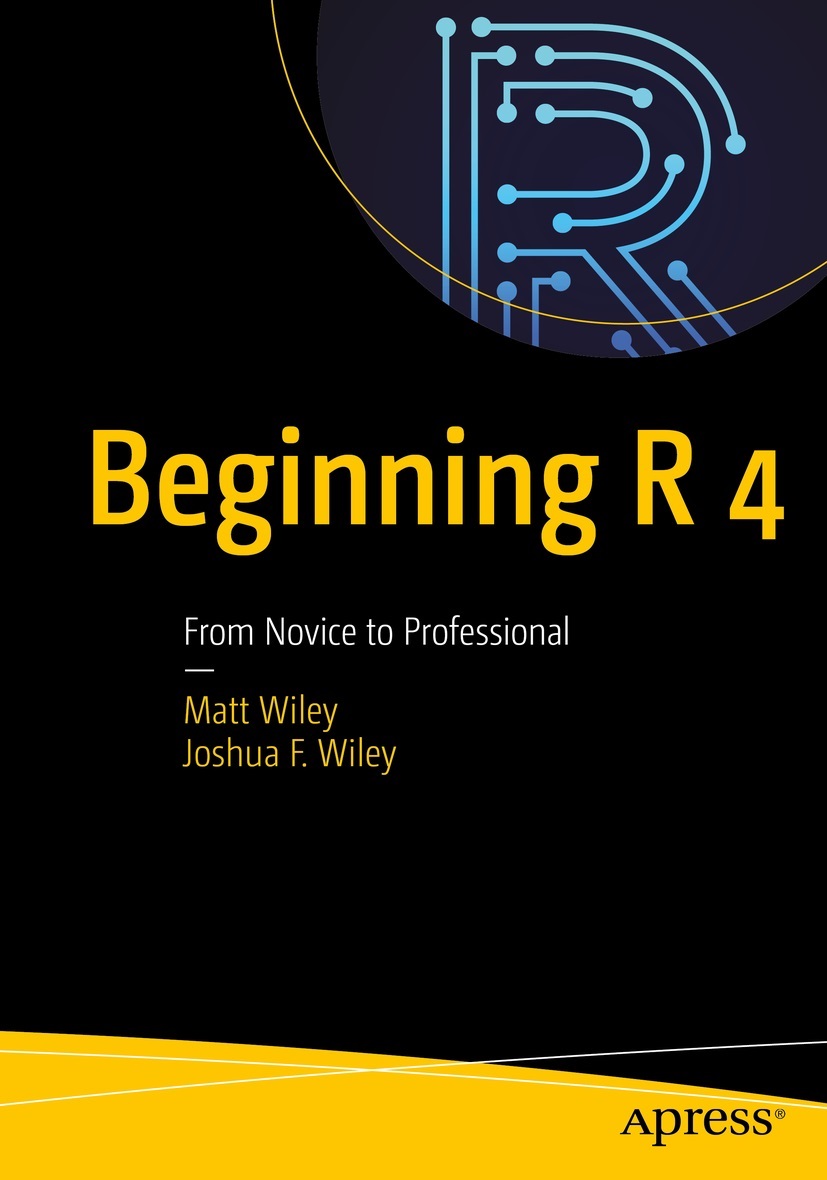 Beginning R 4
From Novice to Professional
—
Matt Wiley
Joshua F. Wiley
Apress®